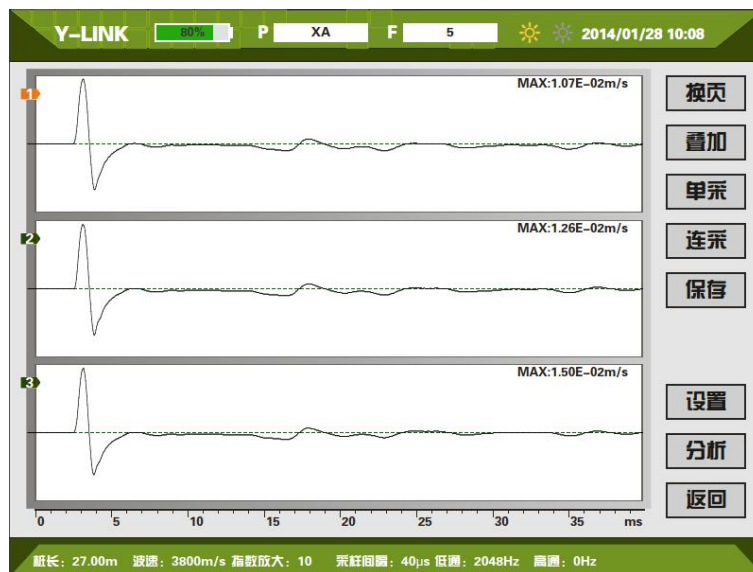 Y-LINK 80% P XA F 5 2014/01/28 10:08
1
MAX:1.07E-02m/s
2
MAX:1.26E-02m/s
3
MAX:1.50E-02m/s
0 5 10 15 20 25 30 35 ms
换页
叠加
单采
连采
保存
设置
分析
返回
桩长：27.00m 波速：3800m/s 指数放大：10 采样间隔：40μs 低通：2048Hz 高通：0Hz